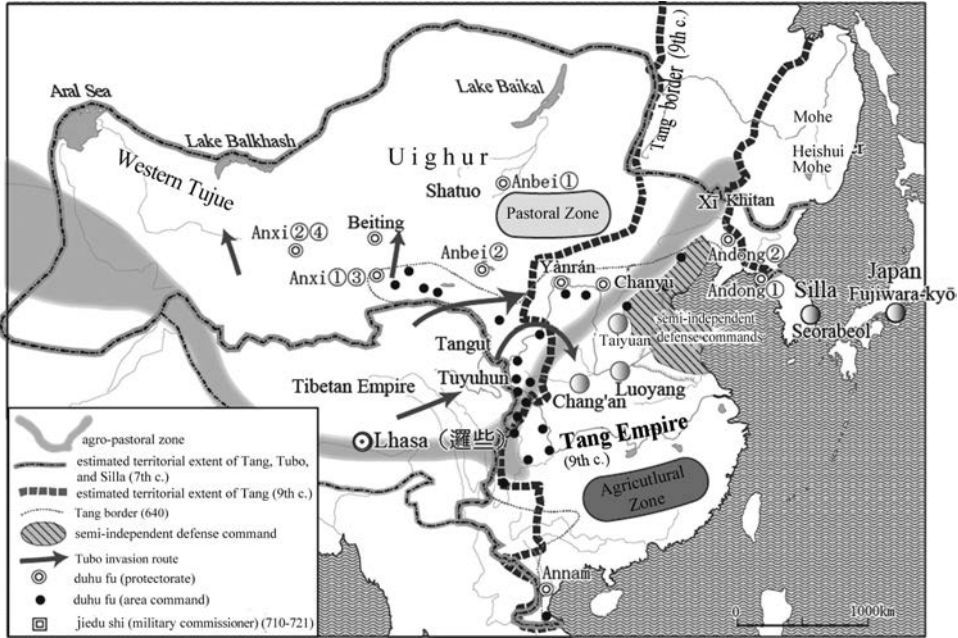 Aral Sea
Lake Balkhash
Lake Baikal
Tang border (9th c.)
Mohe
Heishui
Mohe
er
Western Tujue
Uighur
Shatuo
Anbei①
Pastoral Zone
Xi
Khitan
Anxi②④
Beiting
Anxi①③
Anbei②
Yànrán
Chanyu
Andong②
Andong①
Silla
Seorabeol
Japan
Fujiwara-kyō
semi-independent
defense commands
Taiyuan
Tangut
Tuyuhun
Tibetan Empire
Luoyang
Chang'an
Lhasa（邏些）
Tang Empire
(9th c.)
Agricutlural
Zone
Annam
0 1000km
agro-pastoral zone
estimated territorial extent of Tang, Tubo,
and Silla (7th c.)
estimated territorial extent of Tang (9th c.)
Tang border (640)
semi-independent defense command
Tubo invasion route
duhu fu (protectorate)
duhu fu (area command)
jiedu shi (military commissioner) (710-721)